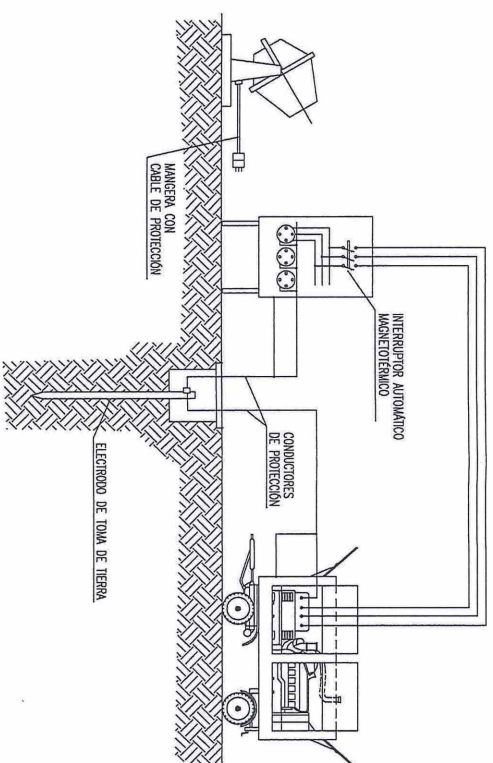 MANGERA CON
CABLE DE PROTECCIÓN
INTERRUPTOR AUTOMÁTICO
MAGNETOTÉRMICO
CONDUCTORES
DE PROTECCIÓN
ELECTRODO DE TOMA DE TIERRA